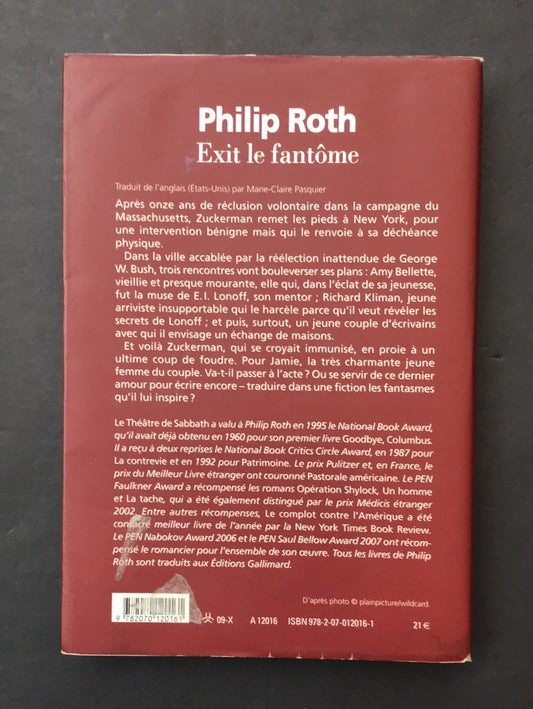 Philip Roth
Exit le fantôme
Traduit de l'anglais (États-Unis) par Marie-Claire Pasquier
Après onze ans de réclusion volontaire dans la campagne du
Massachusetts, Zuckerman remet les pieds à New York, pour
une intervention bénigne mais qui le renvoie à sa déchéance
physique.
Dans la ville accablée par la réélection inattendue de George
W. Bush, trois rencontres vont bouleverser ses plans : Amy Bellette,
vieillie et presque mourante, elle qui, dans l'éclat de sa jeunesse,
fut la muse de E. I. Lonoff, son mentor ; Richard Kliman, jeune
arriviste insupportable qui le harcèle parce qu'il veut révéler les
secrets de Lonoff ; et puis, surtout, un jeune couple d'écrivains
avec qui il envisage un échange de maisons.
Et voilà Zuckerman, qui se croyait immunisé, en proie à un
ultime coup de foudre. Pour Jamie, la très charmante jeune
femme du couple. Va-t-il passer à l'acte ? Ou se servir de ce dernier
amour pour écrire encore – traduire dans une fiction les fantasmes
qu'il lui inspire ?
Le Théâtre de Sabbath a valu à Philip Roth en 1995 le National Book Award,
qu'il avait déjà obtenu en 1960 pour son premier livre Goodbye, Columbus.
Il a reçu à deux reprises le National Book Critics Circle Award, en 1987 pour
La contrevie et en 1992 pour Patrimoine. Le prix Pulitzer et, en France, le
prix du Meilleur Livre étranger ont couronné Pastorale américaine. Le PEN
Faulkner Award a récompensé les romans Opération Shylock, Un homme
et La tache, qui a été également distingué par le prix Médicis étranger
2002. Entre autres récompenses, Le complot contre l'Amérique a été
consacré meilleur livre de l'année par la New York Times Book Review.
Le PEN Nabokov Award 2006 et le PEN Saul Bellow Award 2007 ont récom-
pensé le romancier pour l'ensemble de son œuvre. Tous les livres de Philip
Roth sont traduits aux Éditions Gallimard.
D'après photo © plainpicture/wildcard.
9 782070 120161
09-X A 12016 ISBN 978-2-07-012016-1 21 €